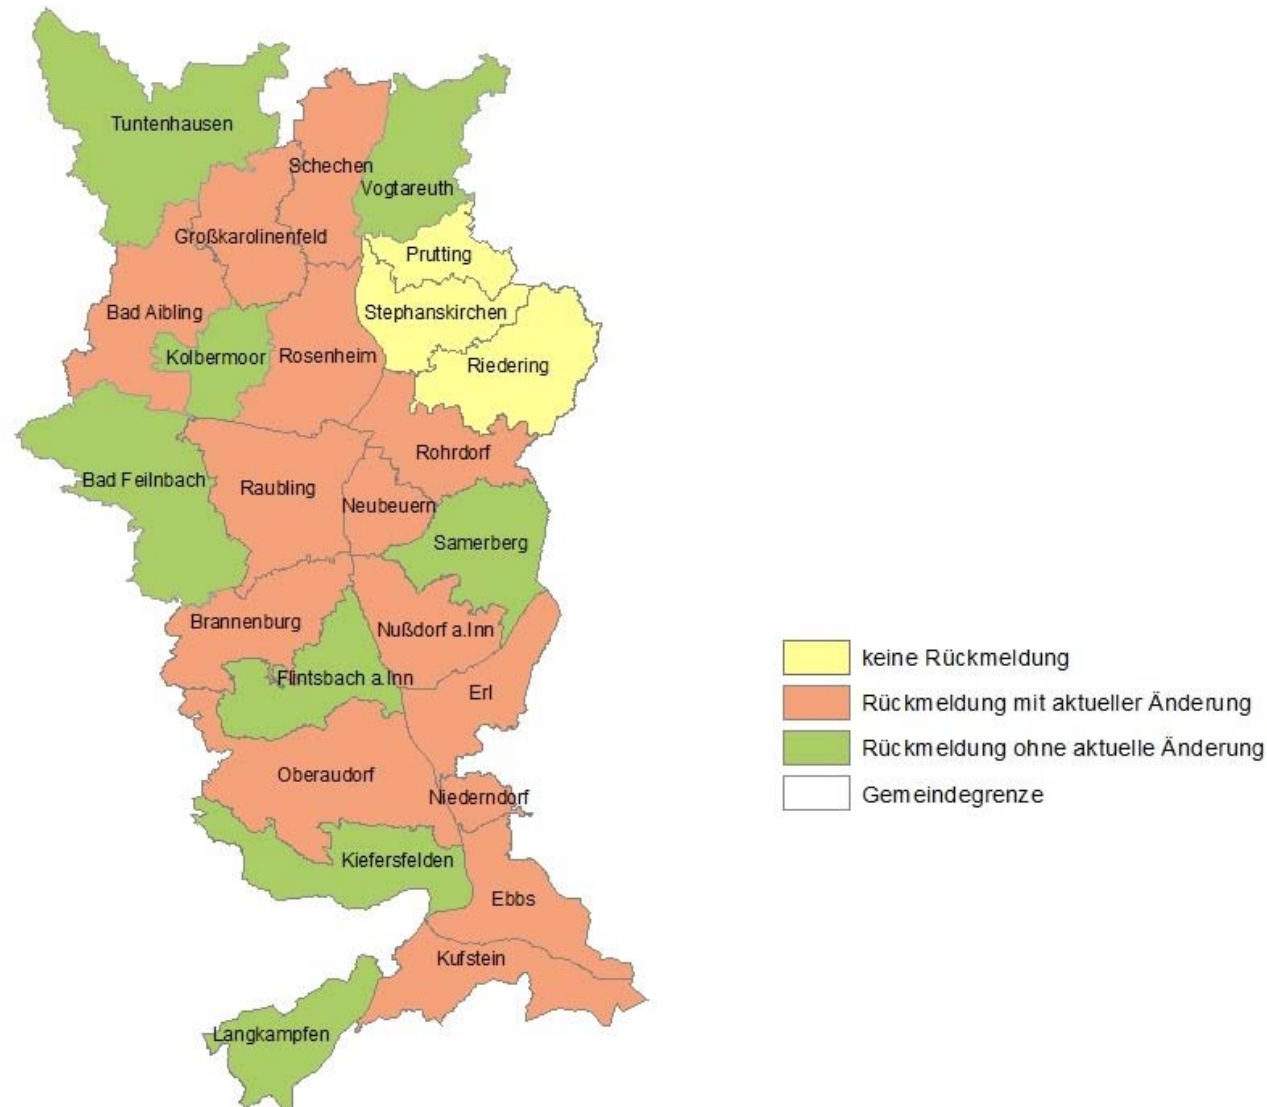 Tuntenhausen
Schechen
Vogtareuth
Großkarolinenfeld
Prutting
Bad Aibling
Stephanskirchen
Kolbermoor
Rosenheim
Riedering
Rohrdorf
Bad Feilnbach
Raubling
Neubeuern
Samerberg
Brannenburg
Nußdorf a.Inn
Flintsbach a.Inn
Erl
Oberaudorf
Niederndorf
Kiefersfelden
Ebbs
Kufstein
Langkampfen
keine Rückmeldung
Rückmeldung mit aktueller Änderung
Rückmeldung ohne aktuelle Änderung
Gemeindegrenze